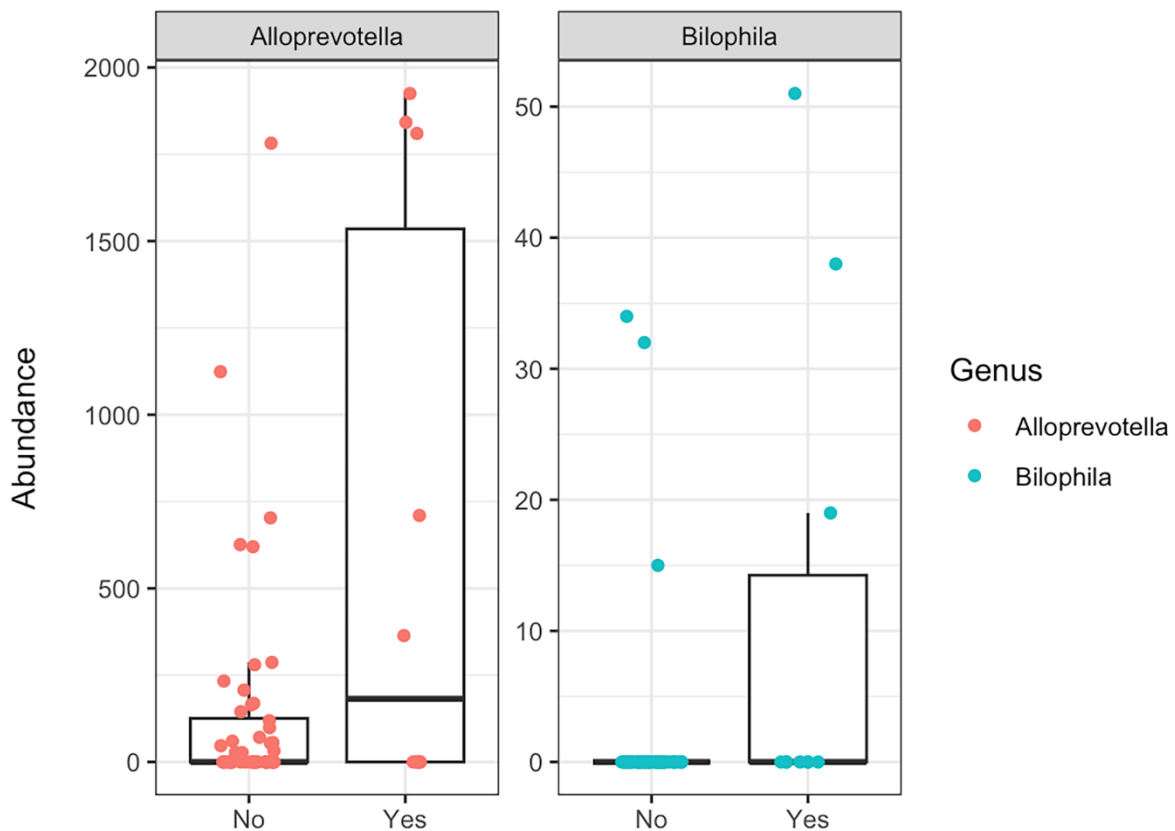 Alloprevotella
Bilophila
Abundance
2000
1500
1000
500
0
50
40
30
20
10
0
No
Yes
No
Yes
Genus
Alloprevotella
Bilophila